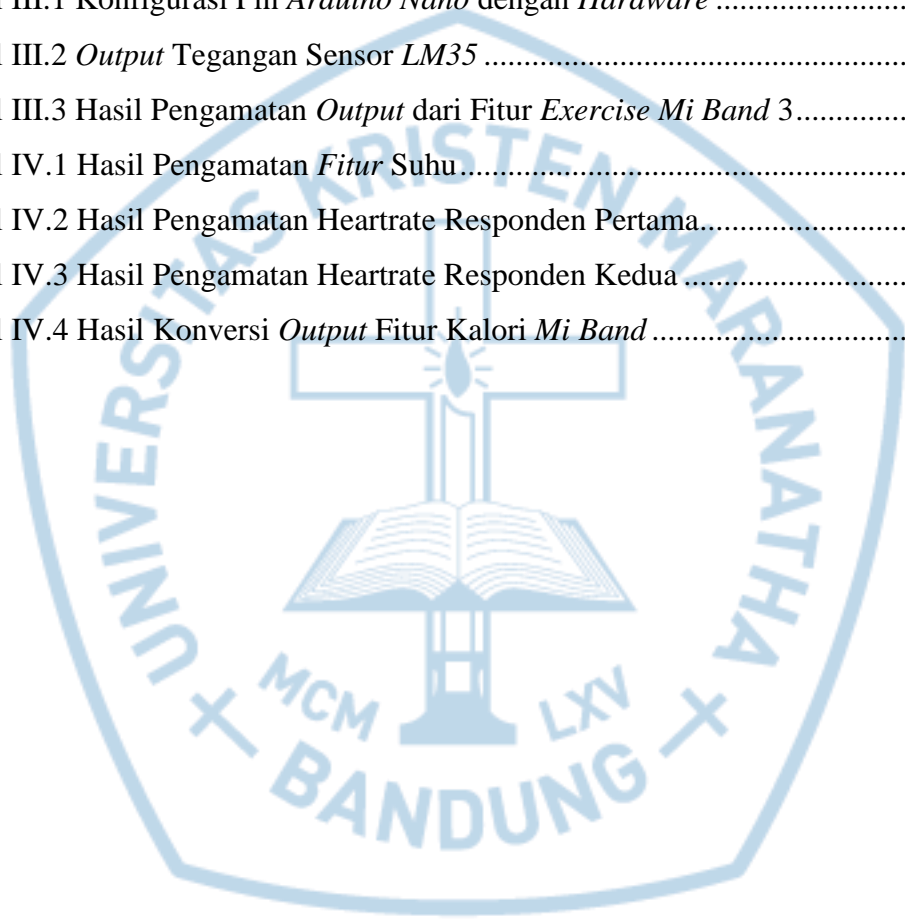 l III.1 Konfigurasi Pin Arduino Nano dengan Hardware ........................
l III.2 Output Tegangan Sensor LM35 .....................................................
l III.3 Hasil Pengamatan Output dari Fitur Exercise Mi Band 3..............
l IV.1 Hasil Pengamatan Fitur Suhu........................................................
l IV.2 Hasil Pengamatan Heartrate Responden Pertama..........................
l IV.3 Hasil Pengamatan Heartrate Responden Kedua ............................
l IV.4 Hasil Konversi Output Fitur Kalori Mi Band ................................
UNIVERSITAS KRISTEN MARANATHA
MCM LXV
BANDUNG